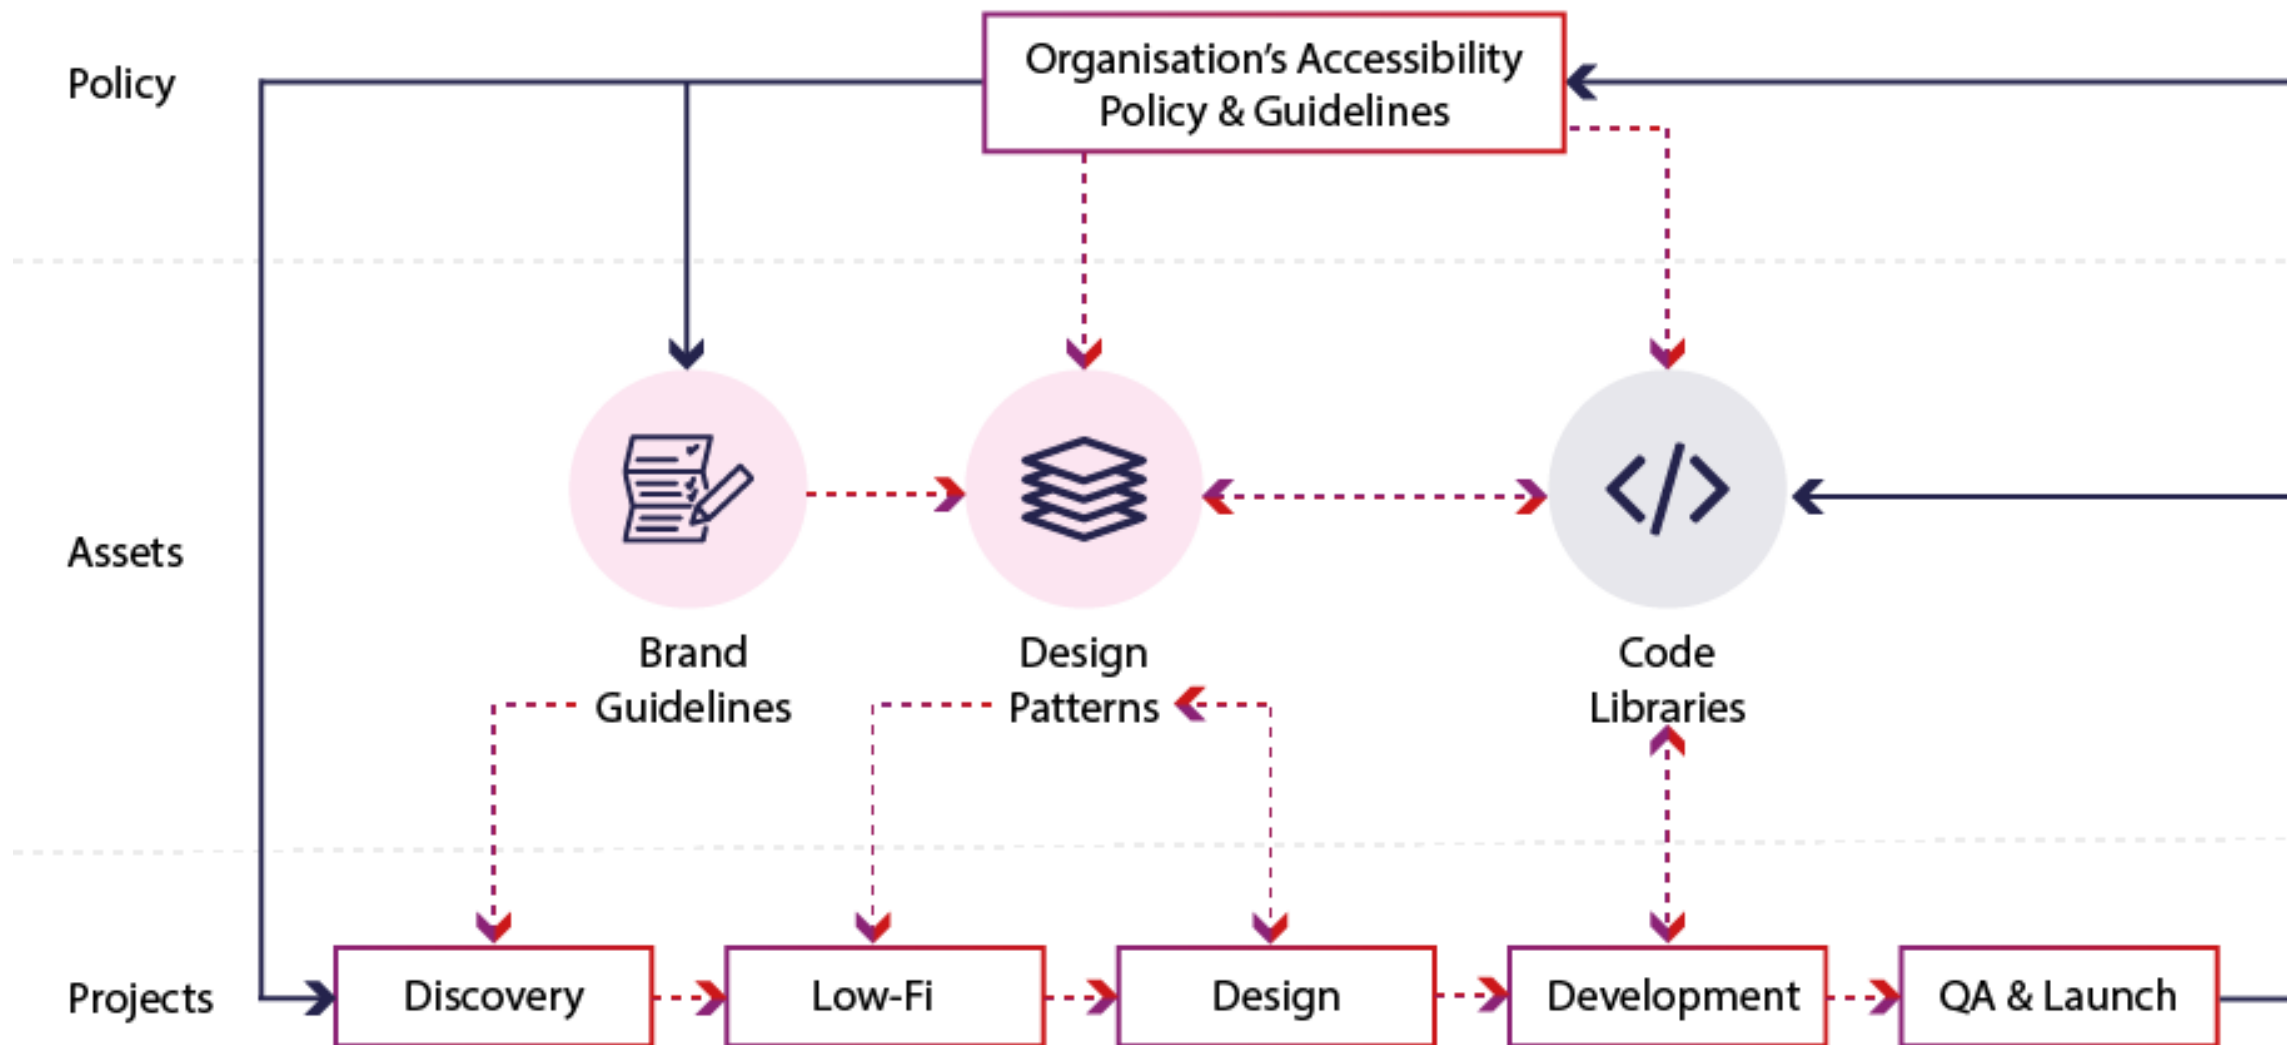 Policy
Organisation's Accessibility
Policy & Guidelines
Assets
Brand
Guidelines
Design
Patterns
Code
Libraries
Projects
Discovery
Low-Fi
Design
Development
QA & Launch